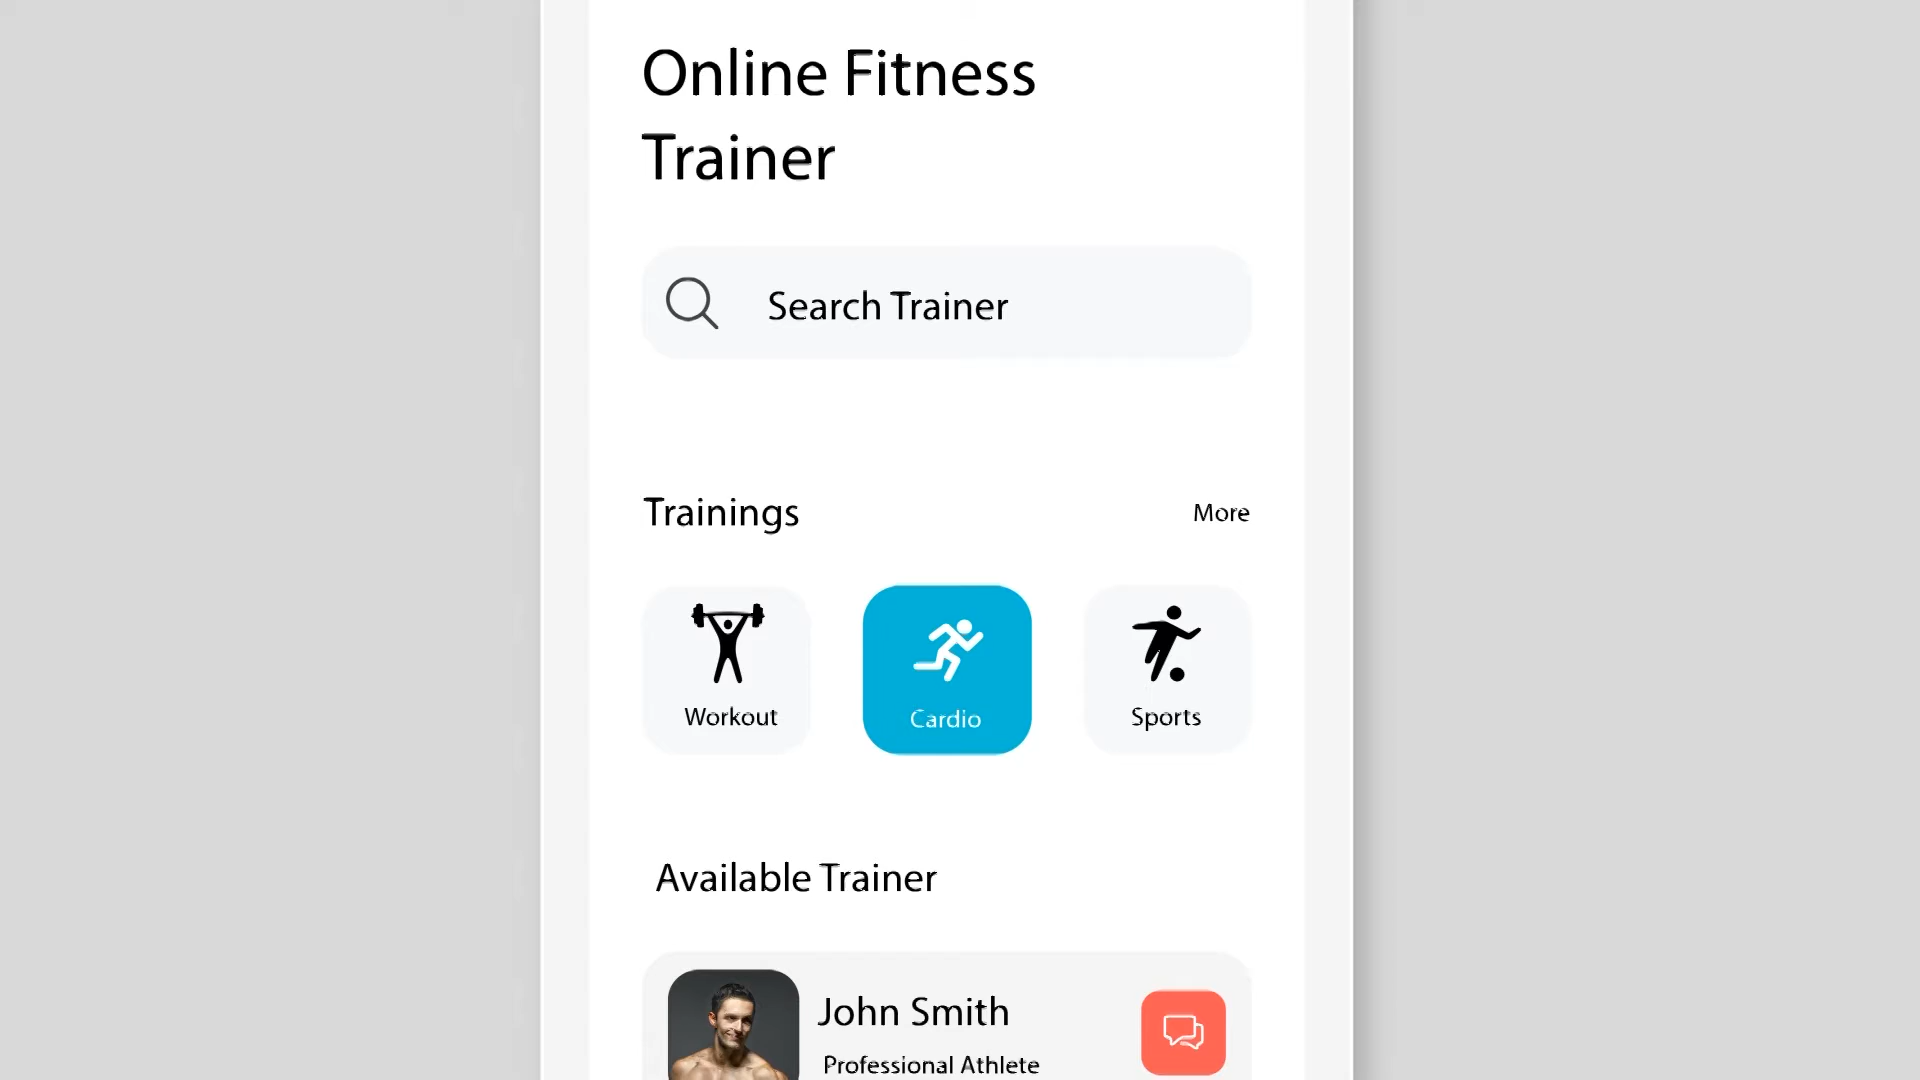 Online Fitness
Trainer
Search Trainer
Trainings
More
Workout
Cardio
Sports
Available Trainer
John Smith
Professional Athlete